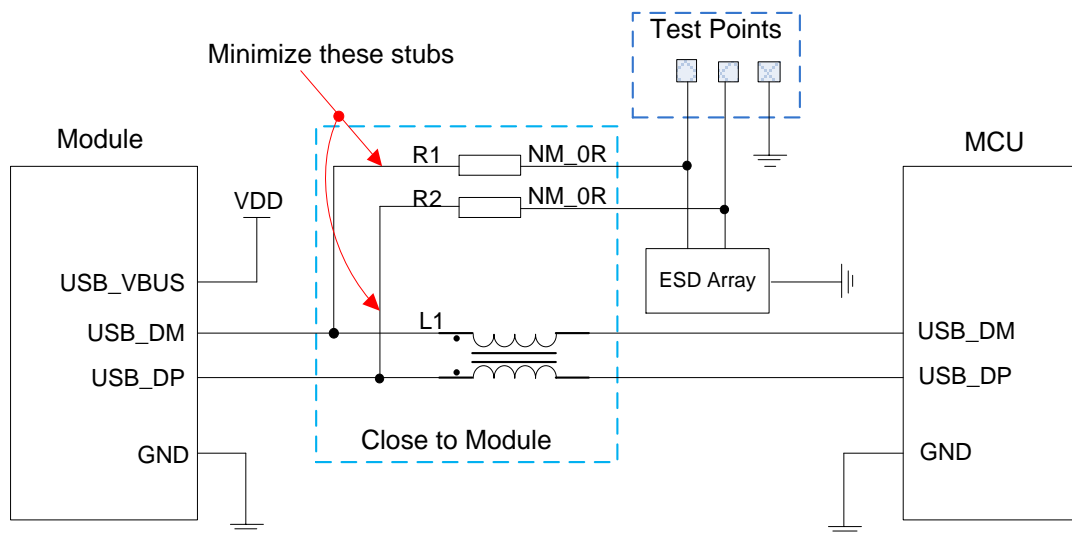 Test Points
Minimize these stubs
Module
MCU
R1
NM_0R
VDD
R2
NM_0R
ESD Array
USB_VBUS
L1
USB_DM
USB_DM
USB_DP
USB_DP
Close to Module
GND
GND